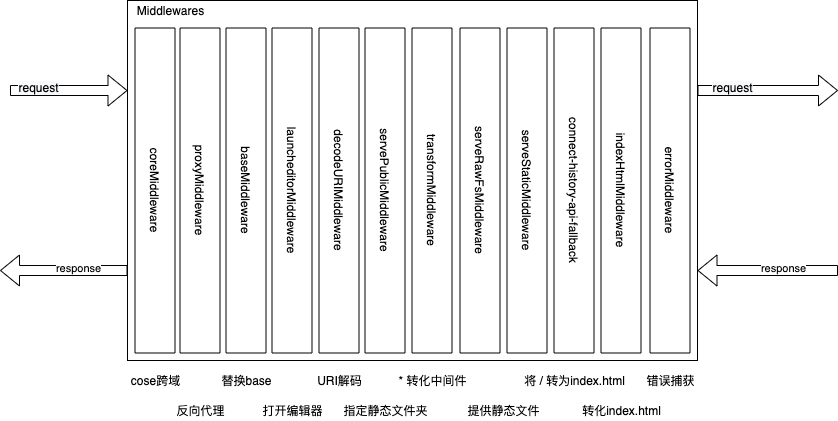 Middlewares
request
request
coreMiddleware
proxyMiddleware
baseMiddleware
launcheditorMiddleware
decodeURIMiddleware
servePublicMiddleware
transformMiddleware
serveRawFsMiddleware
serveStaticMiddleware
connect-history-api-fallback
indexHtmlMiddleware
errorMiddleware
response
response
cose跨域
替换base
URI解码
* 转化中间件
将 / 转为index.html
错误捕获
反向代理
打开编辑器
指定静态文件夹
提供静态文件
转化index.html